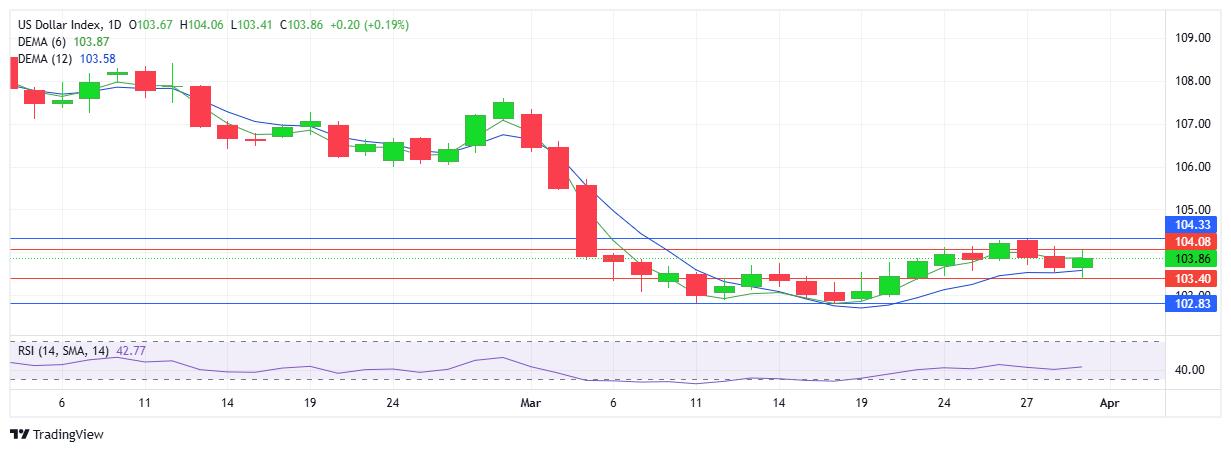 US Dollar Index, 1D O103.67 H104.06 L103.41 C103.86 +0.20 (+0.19%)
DEMA (6) 103.87
DEMA (12) 103.58
109.00
108.00
107.00
106.00
105.00
104.33
104.08
103.86
103.40
103.00
102.83
RSI (14, SMA, 14) 42.77
40.00
6 11 14 19 24 Mar 6 11 14 19 24 27 Apr
TradingView